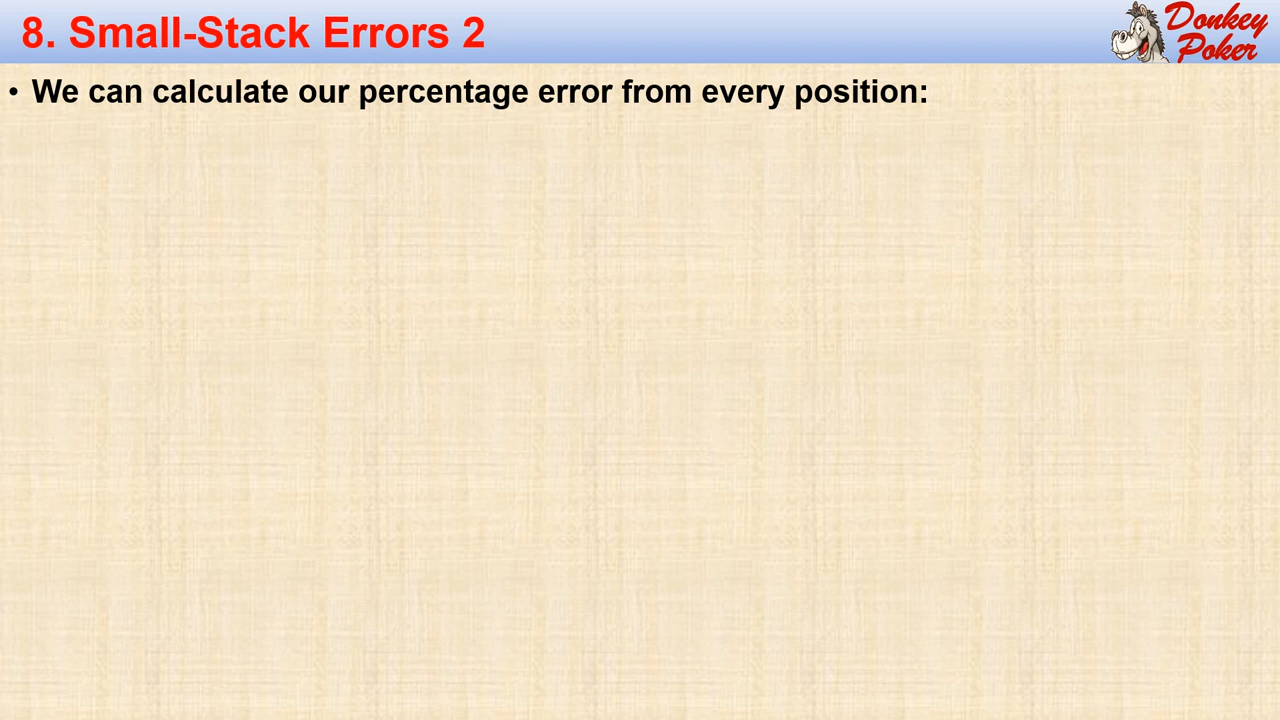 8. Small-Stack Errors 2
Donkey
Poker
• We can calculate our percentage error from every position: